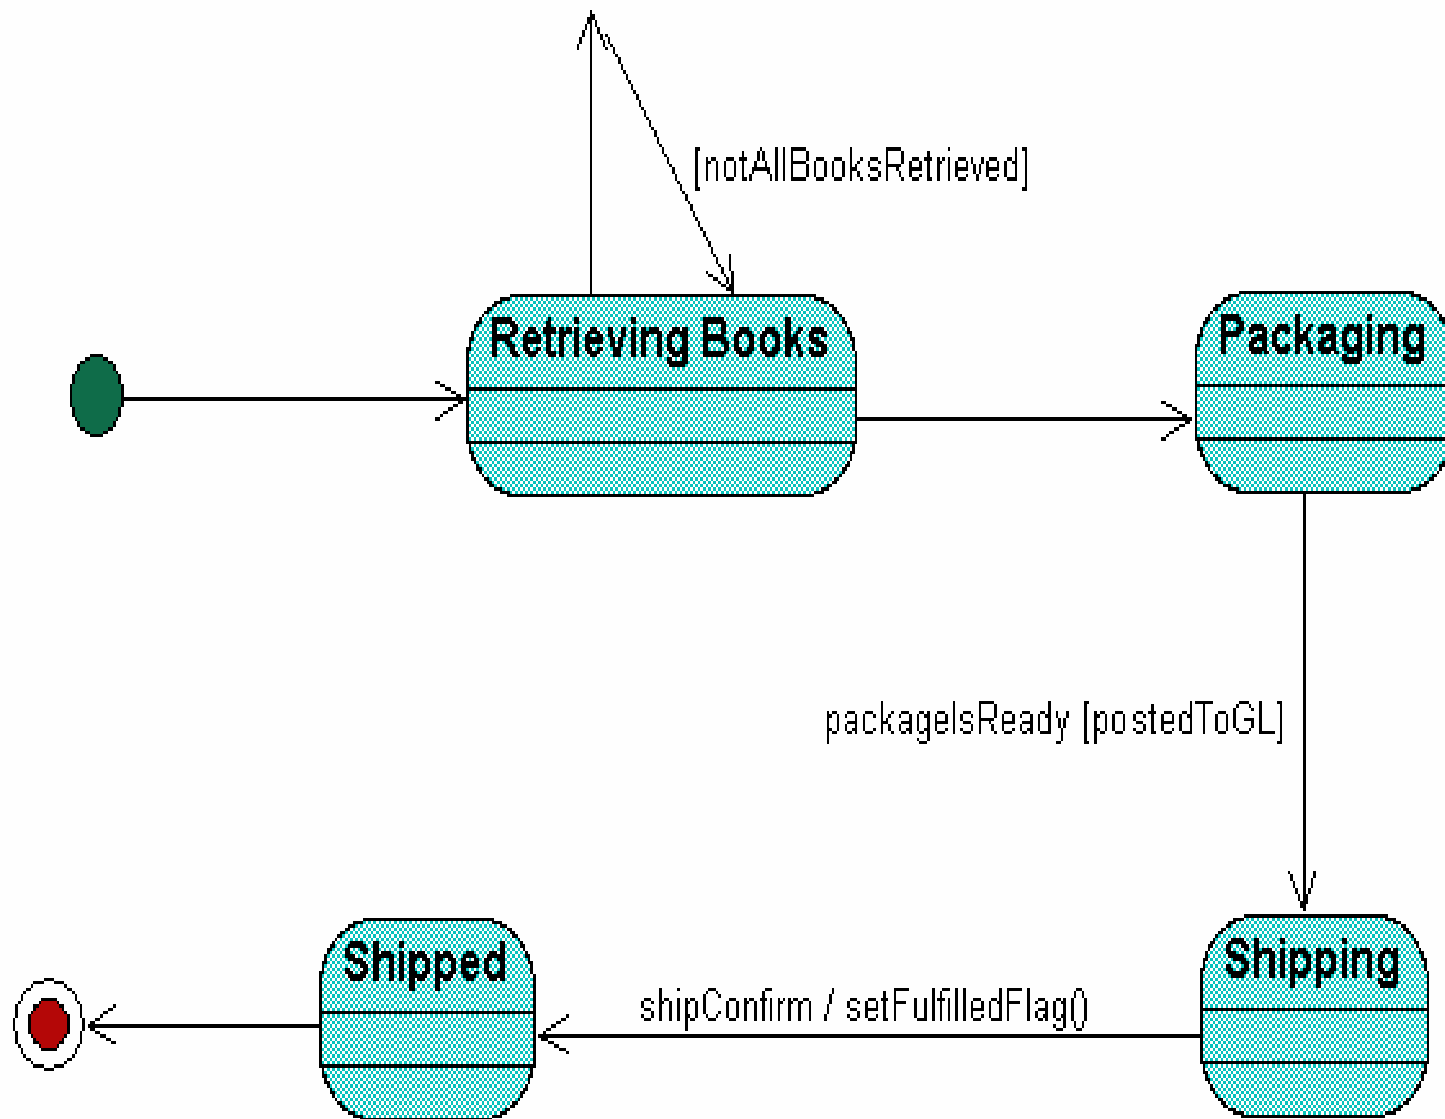 [notAllBooksRetrieved]
Retrieving Books
Packaging
packageIsReady [postedToGL]
Shipped
shipConfirm / setFulfilledFlag()
Shipping